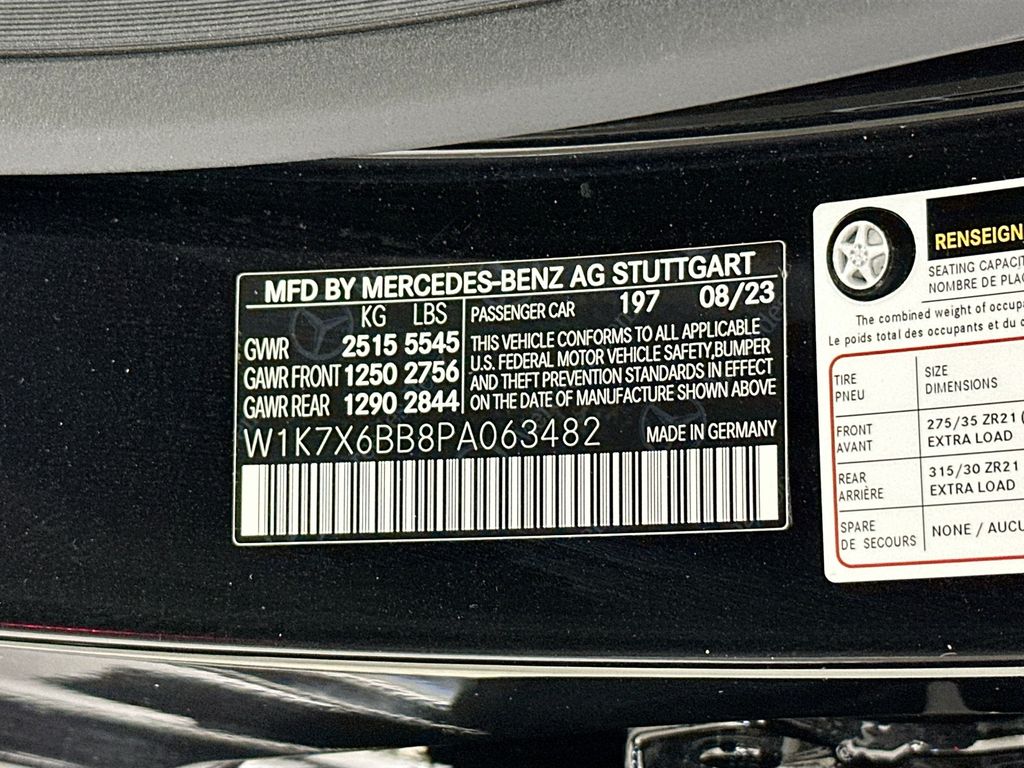 MFD BY MERCEDES-BENZ AG STUTTGART
KG LBS
GVWR 2515 5545
GAWR FRONT 1250 2756
GAWR REAR 1290 2844
PASSENGER CAR 197 08/23
THIS VEHICLE CONFORMS TO ALL APPLICABLE
U.S. FEDERAL MOTOR VEHICLE SAFETY,BUMPER
AND THEFT PREVENTION STANDARDS IN EFFECT
ON THE DATE OF MANUFACTURE SHOWN ABOVE
W1K7X6BB8PA063482
MADE IN GERMANY
RENSEIGN
SEATING CAPACIT
NOMBRE DE PLAC
The combined weight of occupa
Le poids total des occupants et du c
TIRE
PNEU
SIZE
DIMENSIONS
FRONT
AVANT
275/35 ZR21 (
EXTRA LOAD
REAR
ARRIÈRE
315/30 ZR21
EXTRA LOAD
SPARE
DE SECOURS
NONE / AUCU